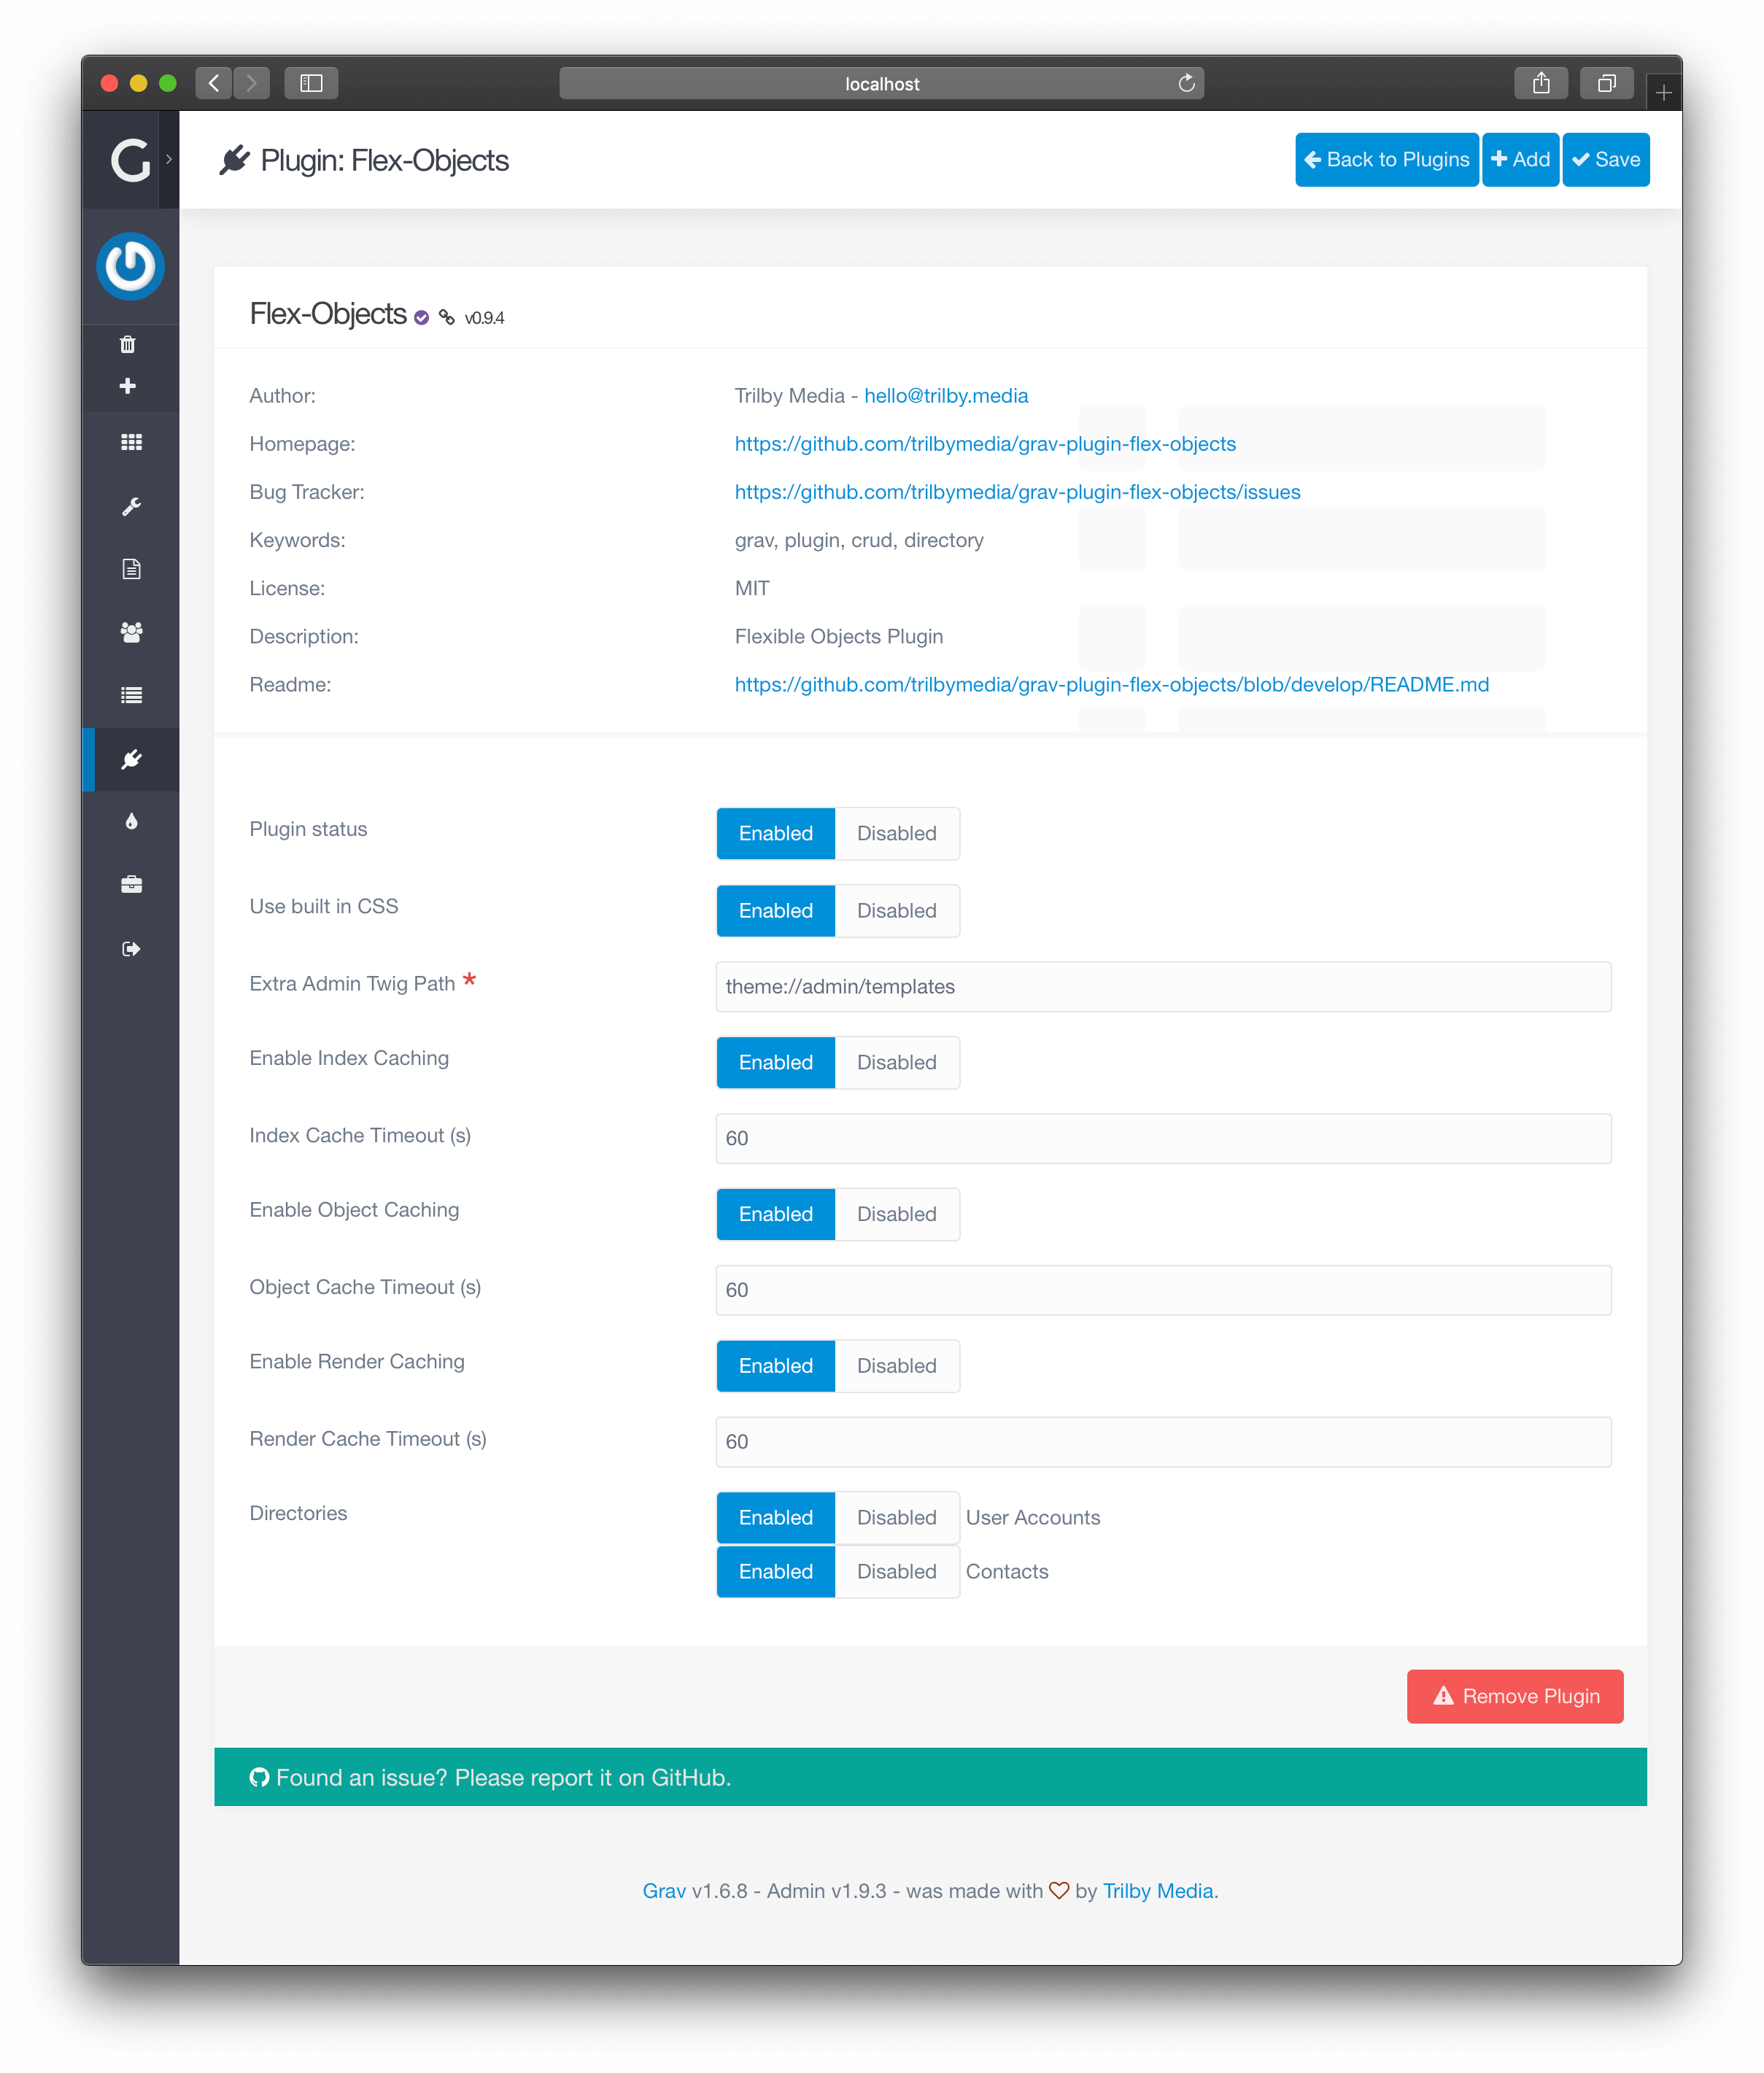 localhost
Plugin: Flex-Objects
Back to Plugins
Add
Save
Flex-Objects v0.9.4
Author: Trilby Media - hello@trilby.media
Homepage: https://github.com/trilbymedia/grav-plugin-flex-objects
Bug Tracker: https://github.com/trilbymedia/grav-plugin-flex-objects/issues
Keywords: grav, plugin, crud, directory
License: MIT
Description: Flexible Objects Plugin
Readme: https://github.com/trilbymedia/grav-plugin-flex-objects/blob/develop/README.md
Plugin status Enabled Disabled
Use built in CSS Enabled Disabled
Extra Admin Twig Path * theme://admin/templates
Enable Index Caching Enabled Disabled
Index Cache Timeout (s) 60
Enable Object Caching Enabled Disabled
Object Cache Timeout (s) 60
Enable Render Caching Enabled Disabled
Render Cache Timeout (s) 60
Directories Enabled Disabled User Accounts
Enabled Disabled Contacts
Remove Plugin
Found an issue? Please report it on GitHub.
Grav v1.6.8 - Admin v1.9.3 - was made with ♡ by Trilby Media.